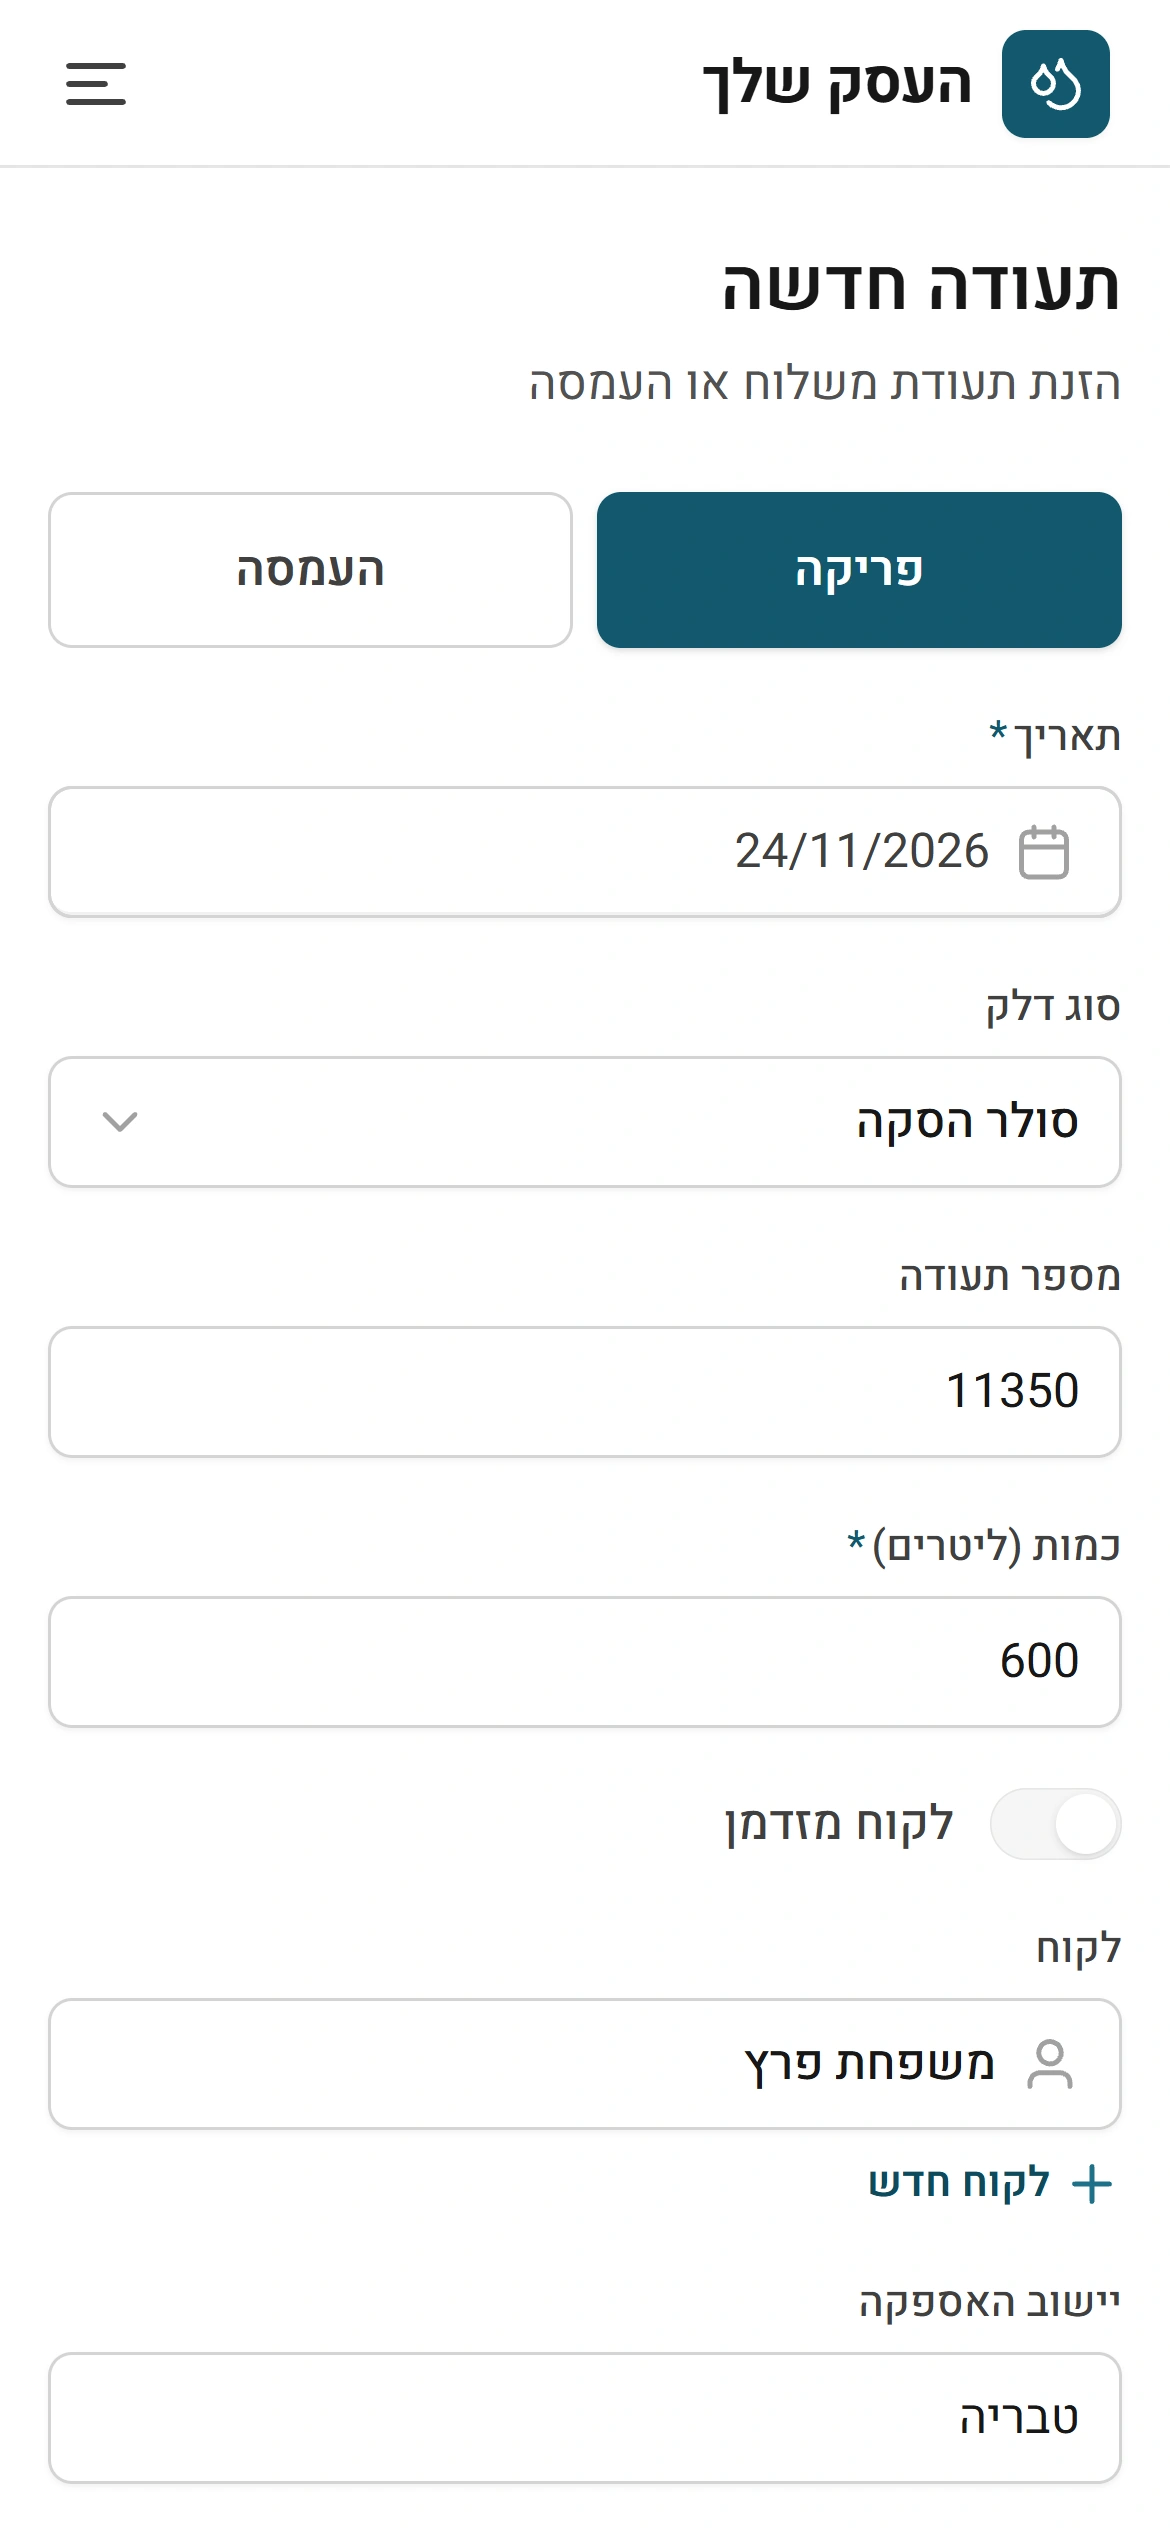 העסק שלך
תעודה חדשה
הזנת תעודת משלוח או העמסה
פריקה
העמסה
תאריך *
24/11/2026
סוג דלק
סולר הסקה
מספר תעודה
11350
כמות (ליטרים) *
600
לקוח מזדמן
לקוח
משפחת פרץ
+ לקוח חדש
יישוב האספקה
טבריה